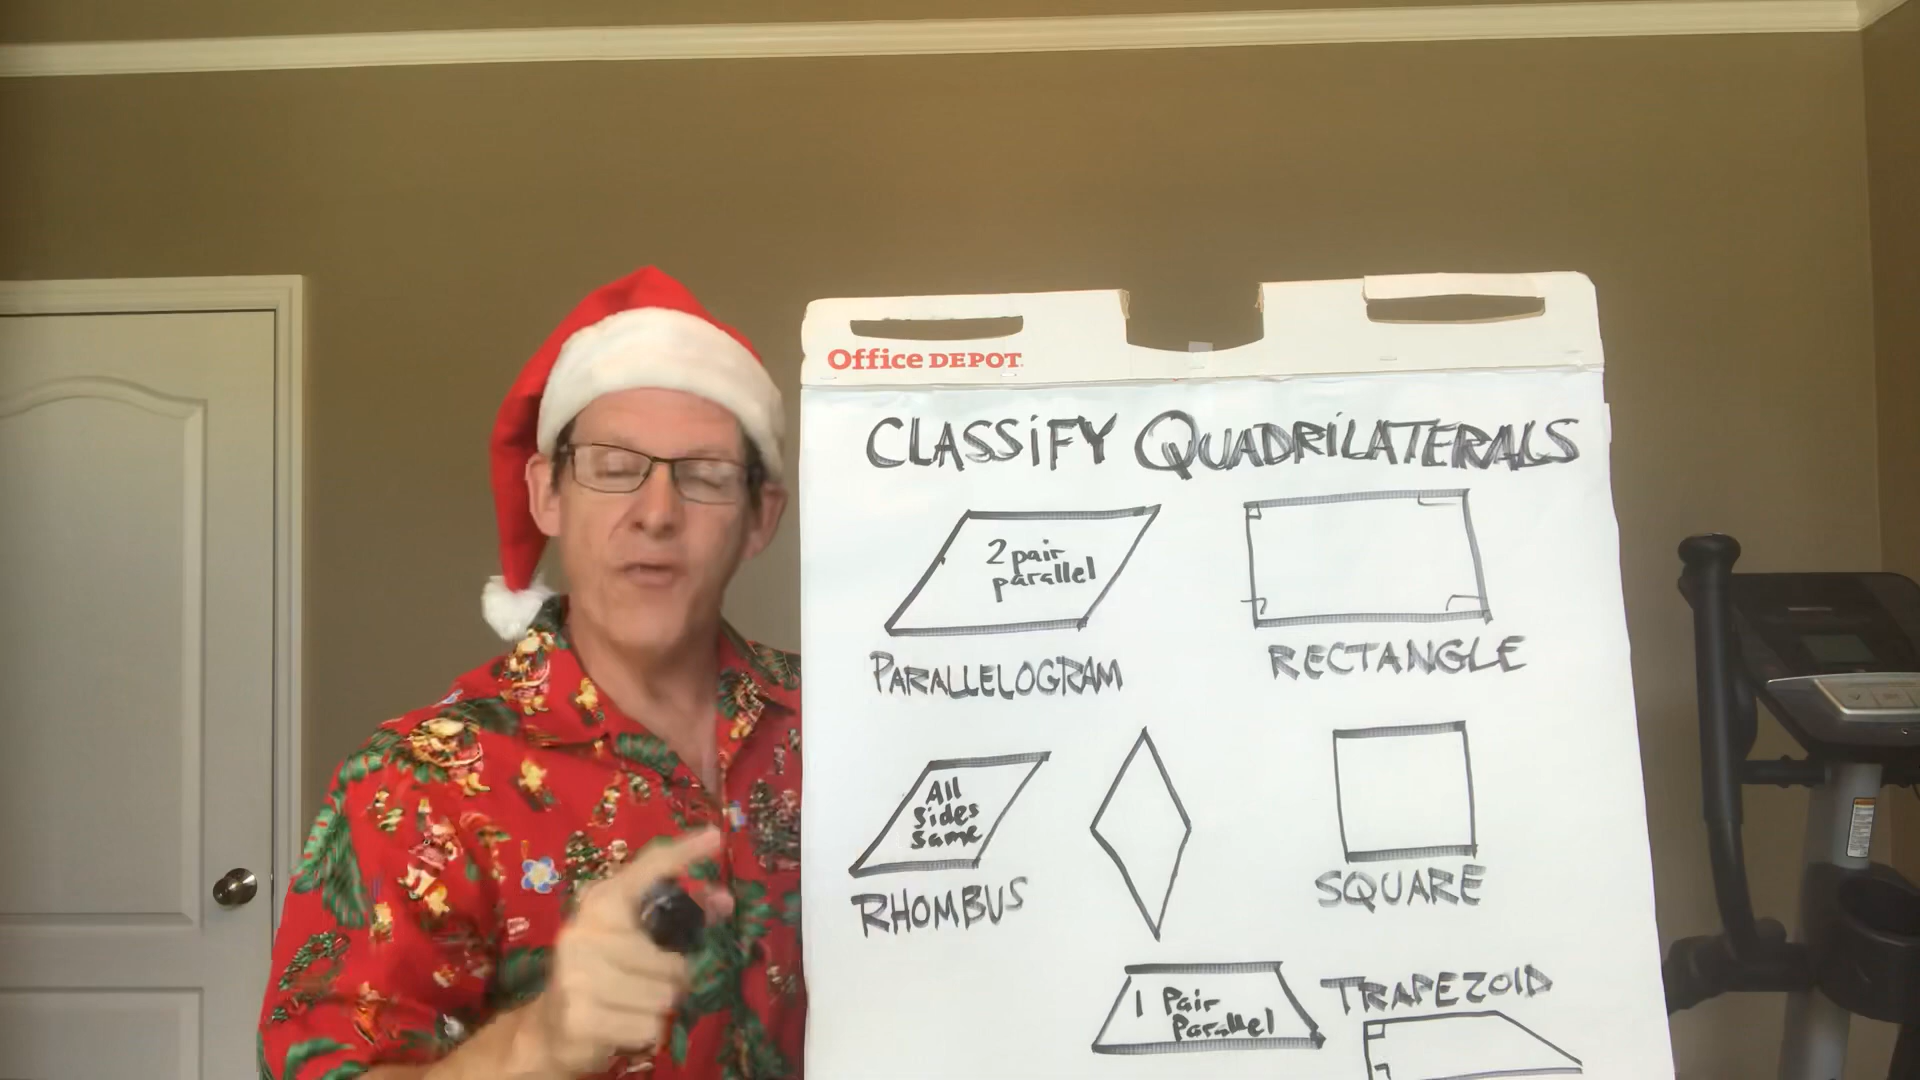 Office DEPOT
CLASSiFY QUADRiLATERALS
2 pair
parallel
PARALLELOGRAM
RECTANGLE
All
sides
same
RHOMBUS
SQUARE
1 Pair
Parallel
TRAPEZOID